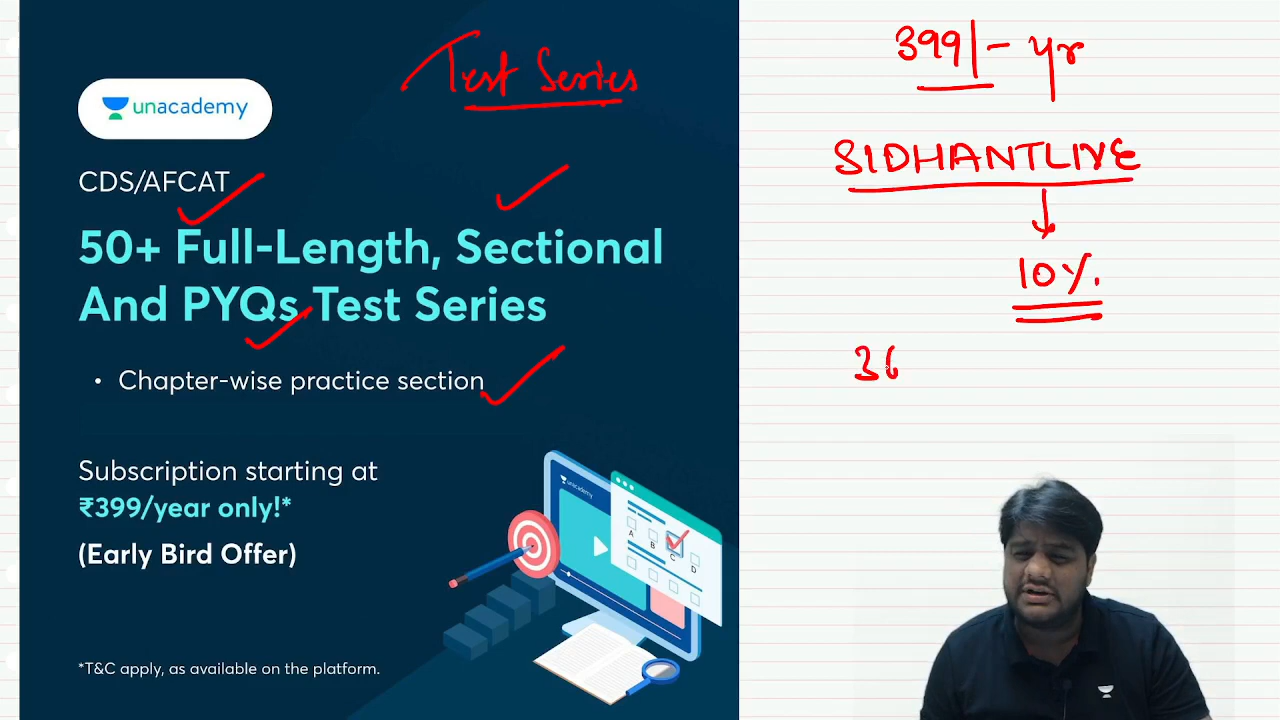 Test Series
unacademy
CDS/AFCAT
50+ Full-Length, Sectional
And PYQs Test Series
• Chapter-wise practice section
Subscription starting at
₹399/year only!*
(Early Bird Offer)
*T&C apply, as available on the platform.
unacademy
A
B
C
D
399/- yr
SIDHANTLIVE
10%.
36